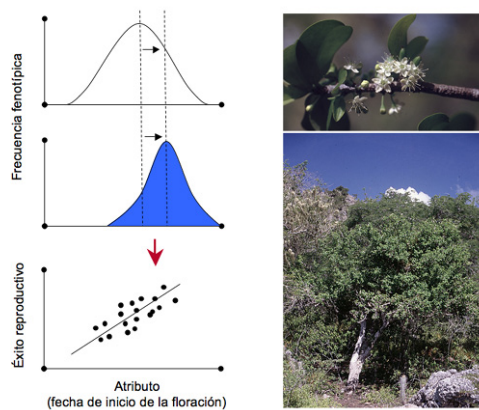 Frecuencia fenotípica
Éxito reproductivo
Atributo
(fecha de inicio de la floración)